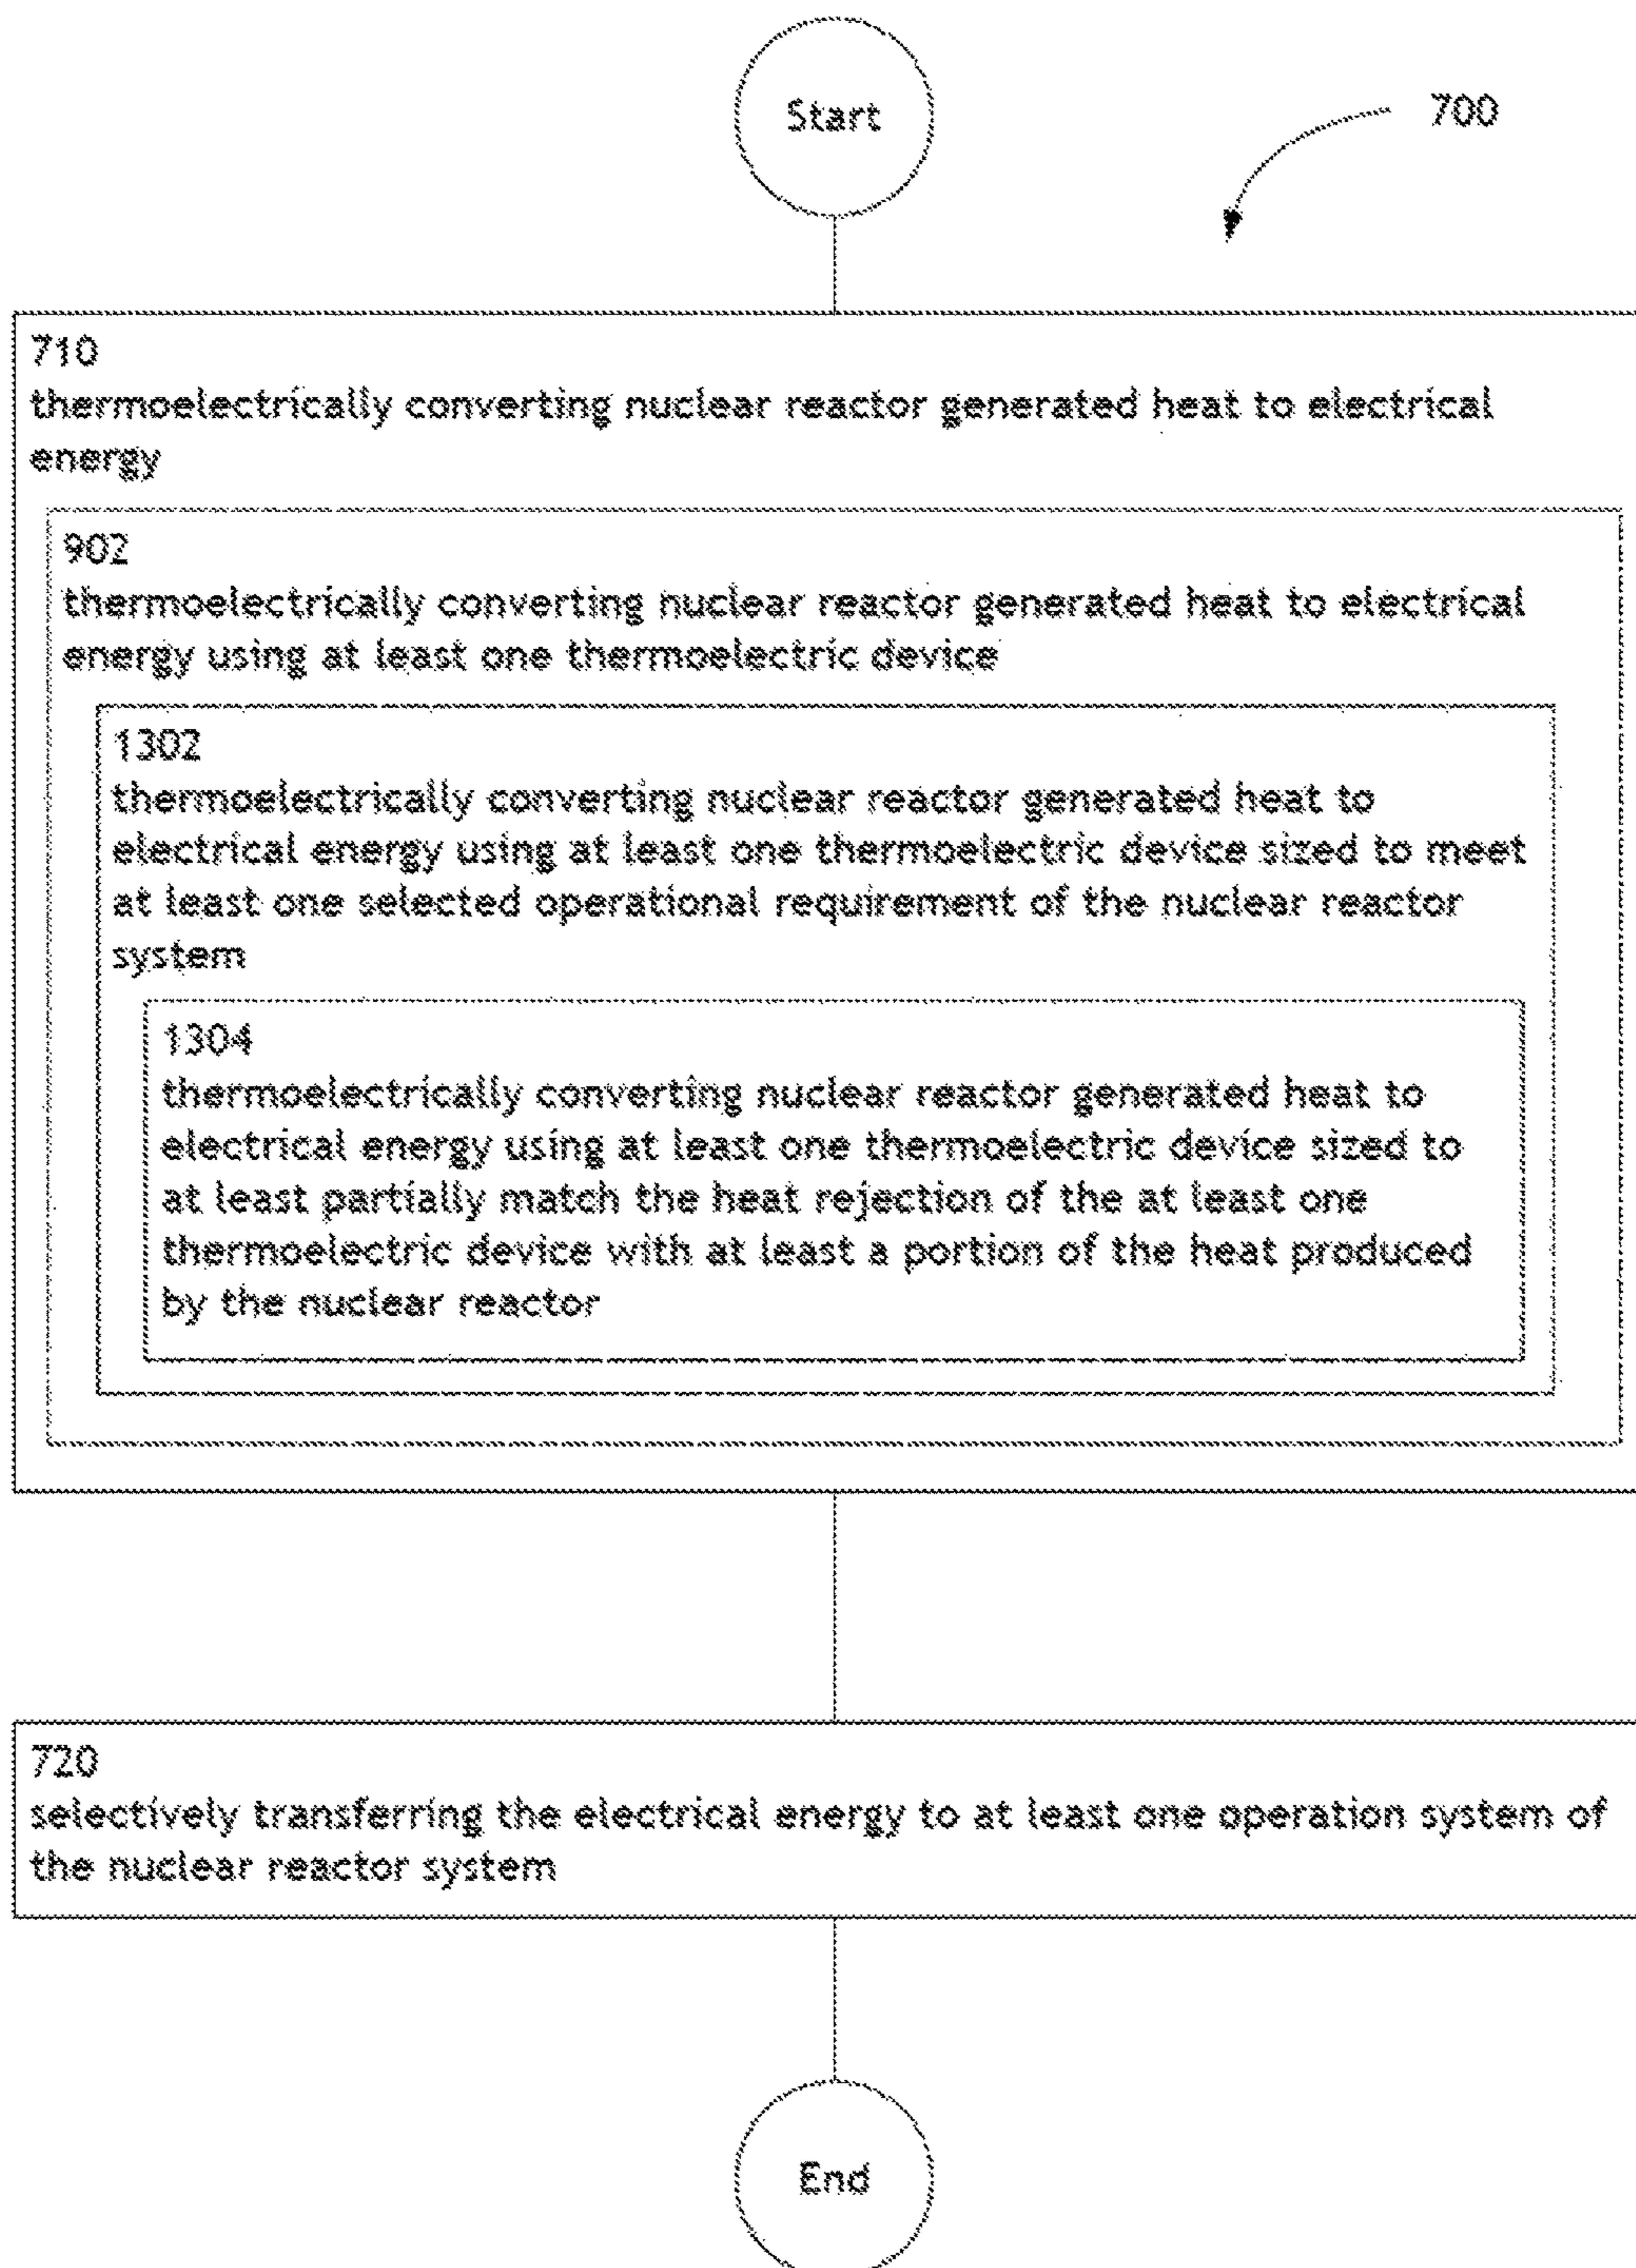 Start
700
710
thermoelectrically converting nuclear reactor generated heat to electrical
energy
902
thermoelectrically converting nuclear reactor generated heat to electrical
energy using at least one thermoelectric device
1302
thermoelectrically converting nuclear reactor generated heat to
electrical energy using at least one thermoelectric device sized to meet
at least one selected operational requirement of the nuclear reactor
system
1304
thermoelectrically converting nuclear reactor generated heat to
electrical energy using at least one thermoelectric device sized to
at least partially match the heat rejection of the at least one
thermoelectric device with at least a portion of the heat produced
by the nuclear reactor
720
selectively transferring the electrical energy to at least one operation system of
the nuclear reactor system
End